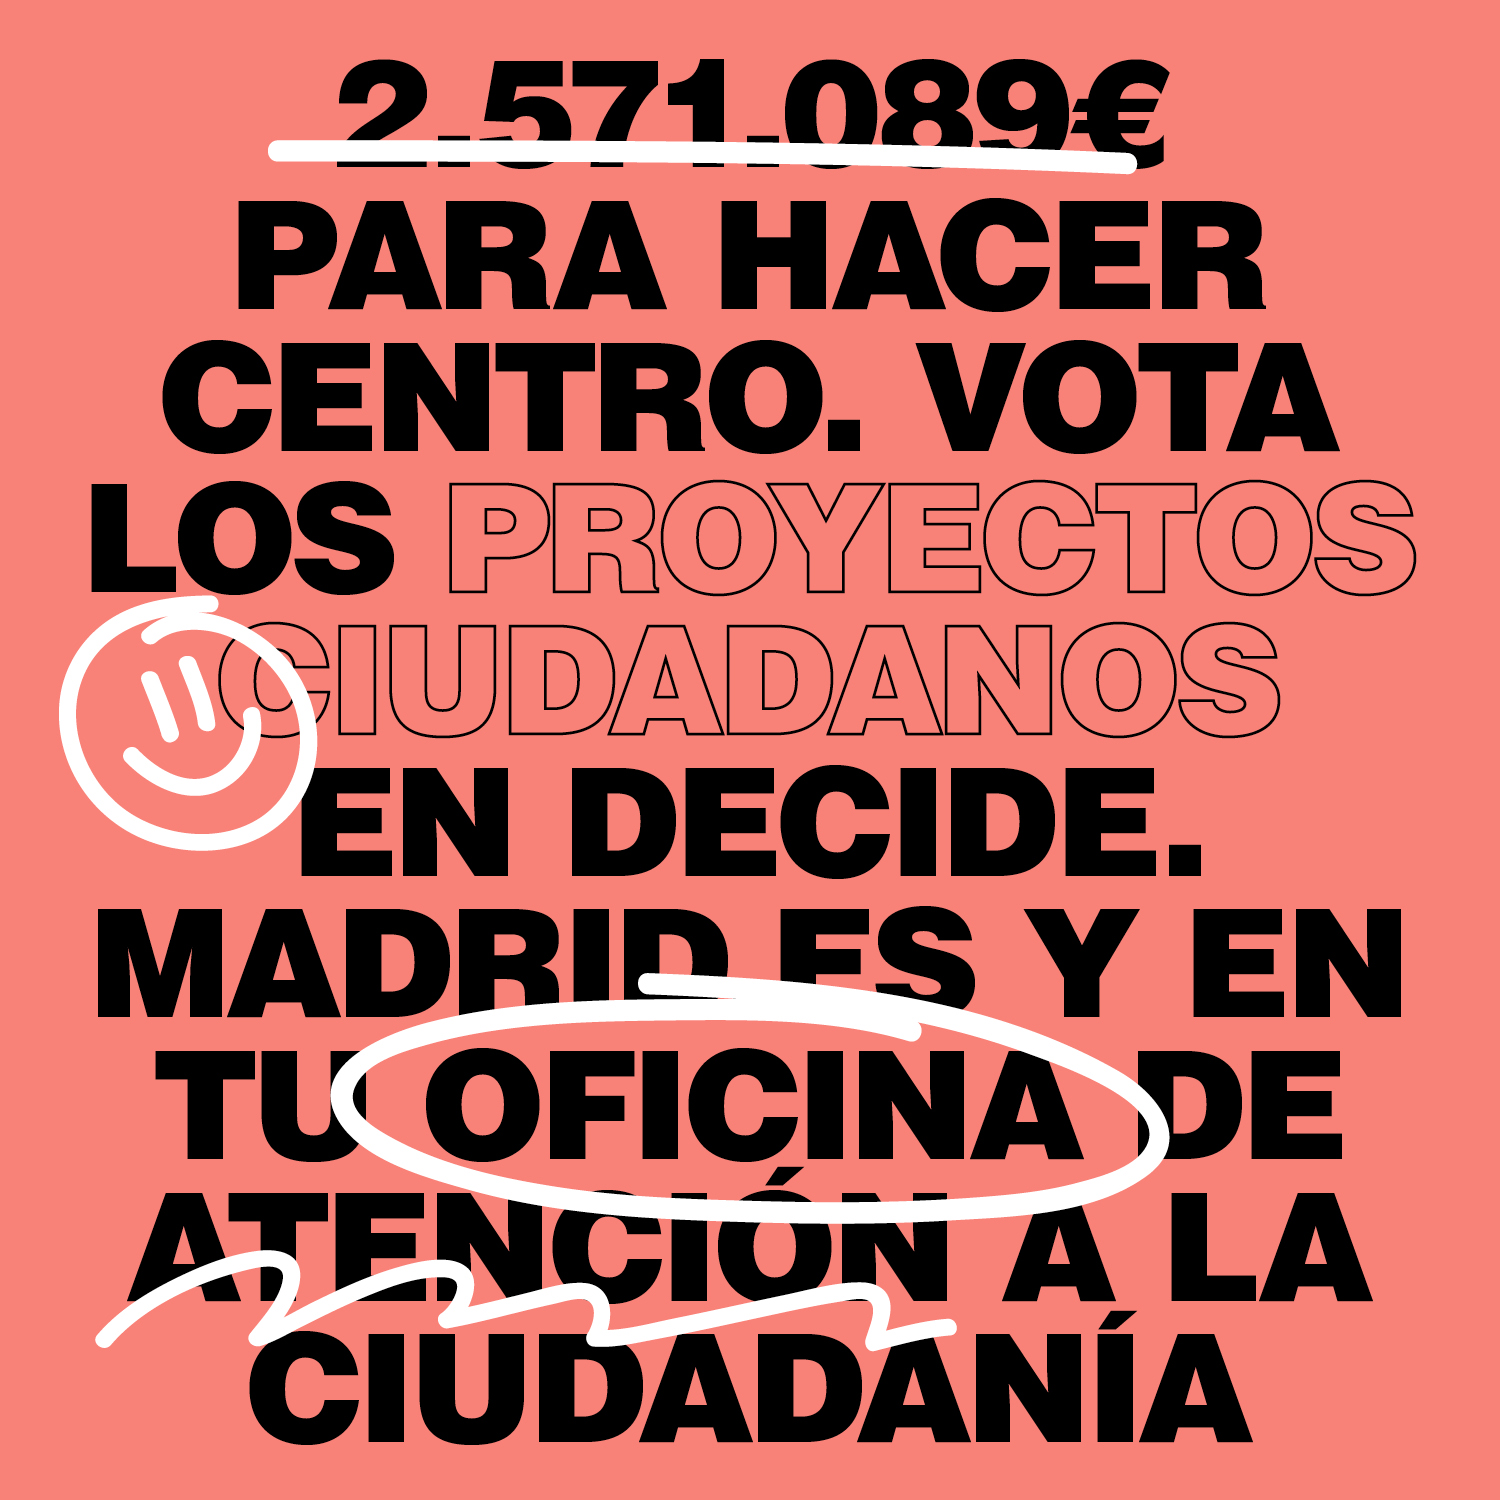 2.571.089€
PARA HACER
CENTRO. VOTA
LOS PROYECTOS
CIUDADANOS
EN DECIDE.
MADRID ES Y EN
TU OFICINA DE
ATENCIÓN A LA
CIUDADANÍA